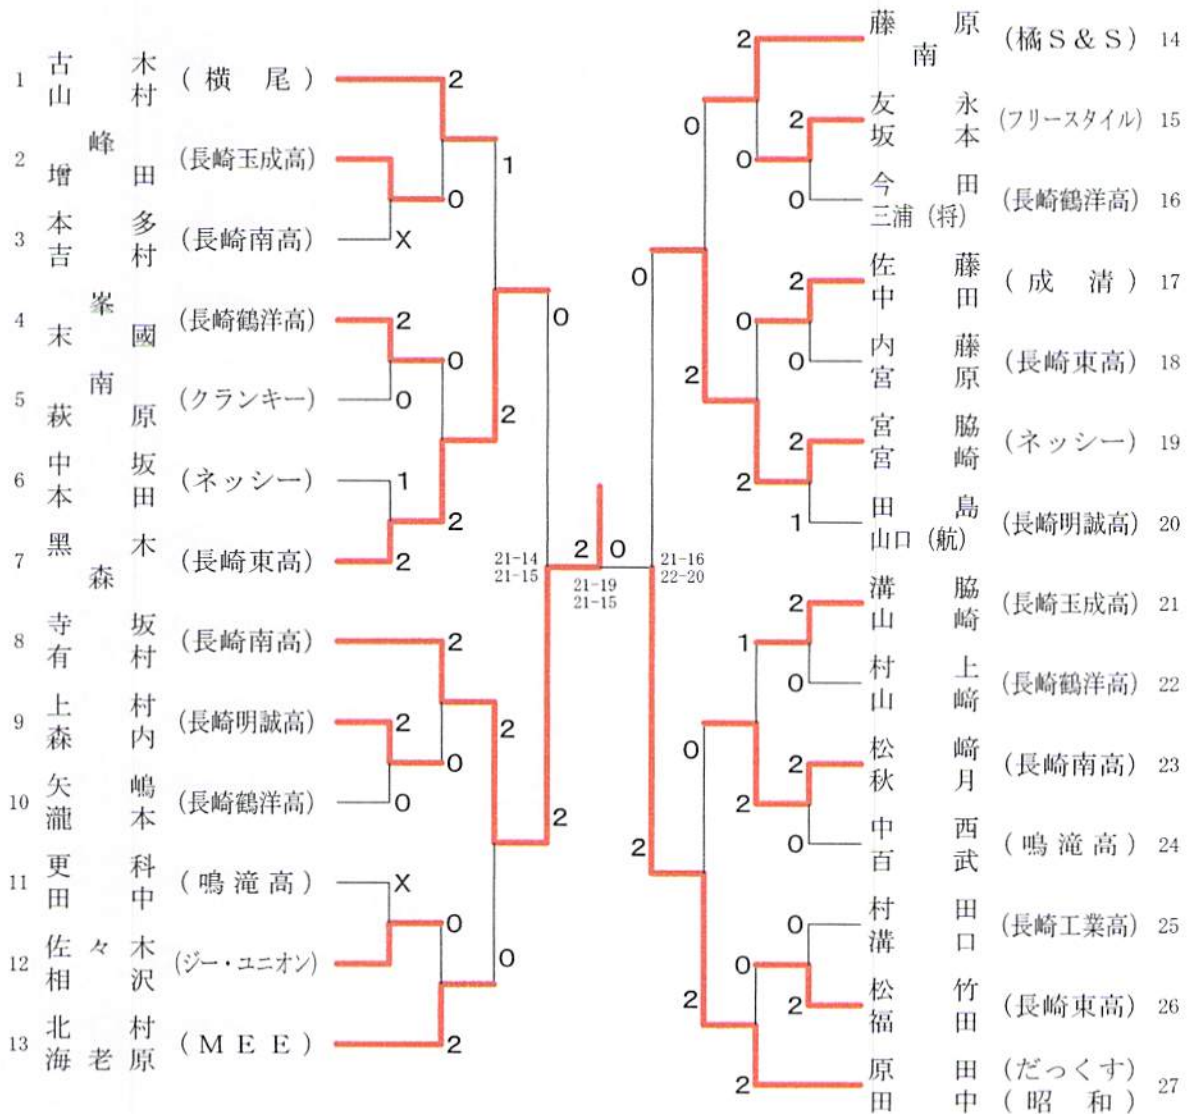 1 古木 山村 (横尾) 2
2 峰 増田 (長崎玉成高) 0
3 本多 吉村 (長崎南高) X
1
4 峯 末國 (長崎鶴洋高) 2
0
5 南 萩原 (クランキー) 0
2
6 中坂 本田 (ネッシー) 1
2
7 黒木 森 (長崎東高) 2
0
8 寺坂 有村 (長崎南高) 2
2
9 上村 森内 (長崎明誠高) 2
0
10 矢嶋 瀧本 (長崎鶴洋高) 0
2
11 更科 田中 (鳴滝高) X
0
12 佐々木 相沢 (ジー・ユニオン)
0
13 北村 海老原 (MEE) 2
21-14
21-15
2 0
21-19
21-15
21-16
22-20
2 藤原 南 (橘S&S) 14
0
2 友永 坂本 (フリースタイル) 15
0
0 今田 三浦(将) (長崎鶴洋高) 16
0
2 佐藤 中田 (成清) 17
0
0 内藤 宮原 (長崎東高) 18
2
2 宮脇 宮崎 (ネッシー) 19
2
1 田島 山口(航) (長崎明誠高) 20
2 溝脇 山崎 (長崎玉成高) 21
1
0 村上 山﨑 (長崎鶴洋高) 22
0
2 松﨑 秋月 (長崎南高) 23
2
0 中西 百武 (鳴滝高) 24
2
0 村田 溝口 (長崎工業高) 25
0
2 松竹 福田 (長崎東高) 26
2
2 原田 田中 (だっくす) (昭和) 27